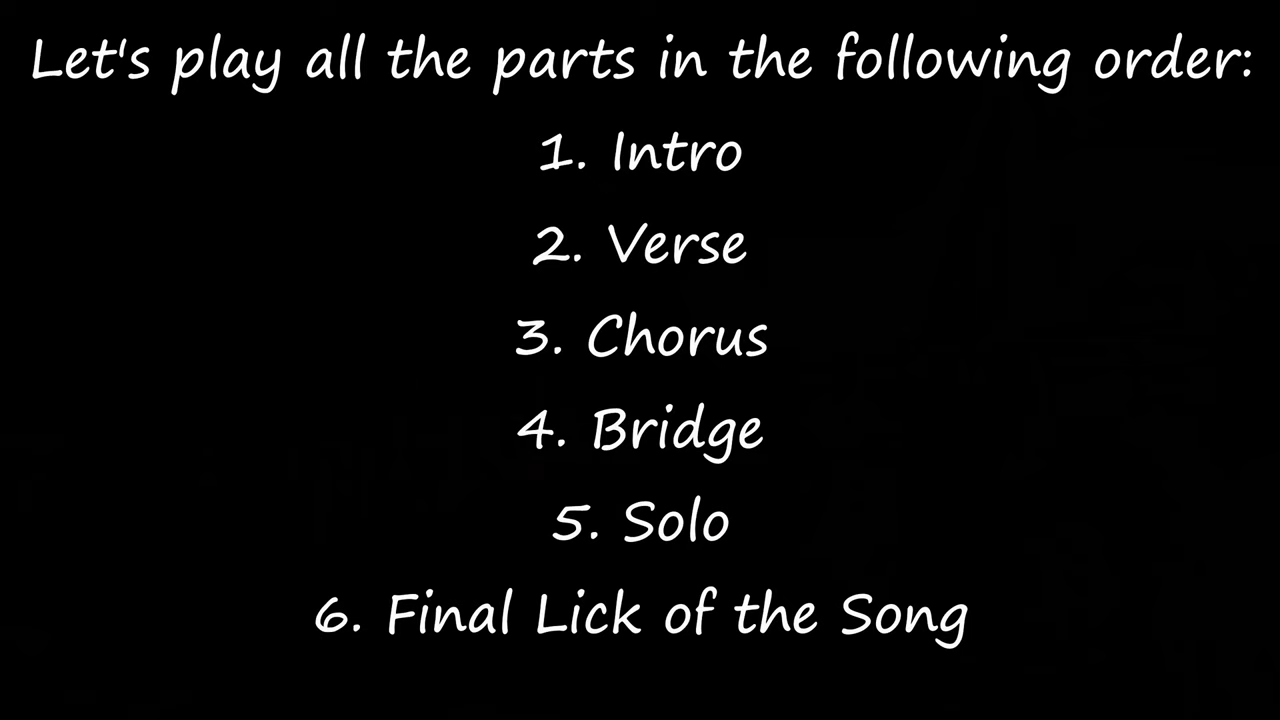 Let's play all the parts in the following order:
1. Intro
2. Verse
3. Chorus
4. Bridge
5. Solo
6. Final Lick of the Song